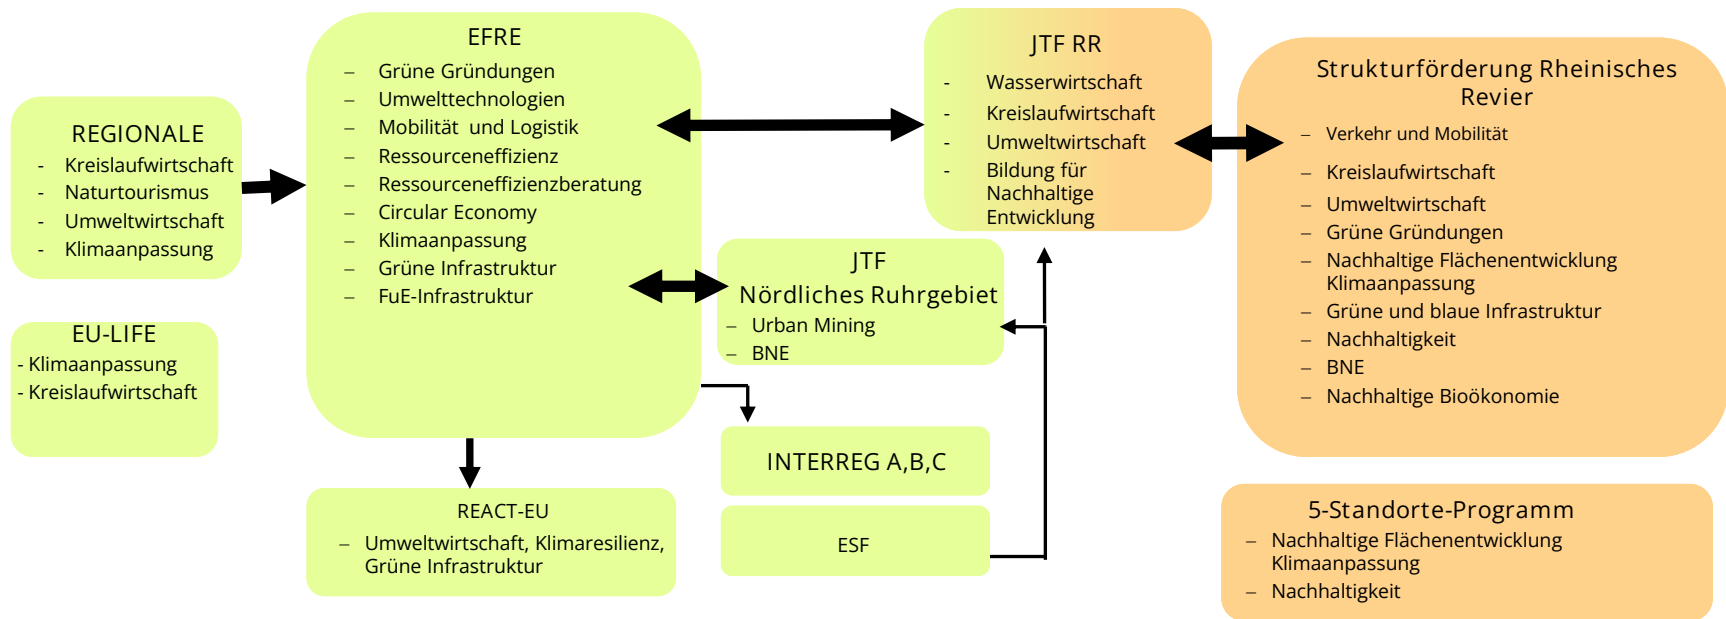 REGIONALE
- Kreislaufwirtschaft
- Naturtourismus
- Umweltwirtschaft
- Klimaanpassung
EU-LIFE
- Klimaanpassung
- Kreislaufwirtschaft
EFRE
– Grüne Gründungen
– Umwelttechnologien
– Mobilität und Logistik
– Ressourceneffizienz
– Ressourceneffizienzberatung
– Circular Economy
– Klimaanpassung
– Grüne Infrastruktur
– FuE-Infrastruktur
REACT-EU
– Umweltwirtschaft, Klimaresilienz,
Grüne Infrastruktur
JTF RR
- Wasserwirtschaft
- Kreislaufwirtschaft
- Umweltwirtschaft
- Bildung für
Nachhaltige
Entwicklung
JTF
Nördliches Ruhrgebiet
– Urban Mining
– BNE
INTERREG A,B,C
ESF
Strukturförderung Rheinisches
Revier
– Verkehr und Mobilität
– Kreislaufwirtschaft
– Umweltwirtschaft
– Grüne Gründungen
– Nachhaltige Flächenentwicklung
Klimaanpassung
– Grüne und blaue Infrastruktur
– Nachhaltigkeit
– BNE
– Nachhaltige Bioökonomie
5-Standorte-Programm
– Nachhaltige Flächenentwicklung
Klimaanpassung
– Nachhaltigkeit